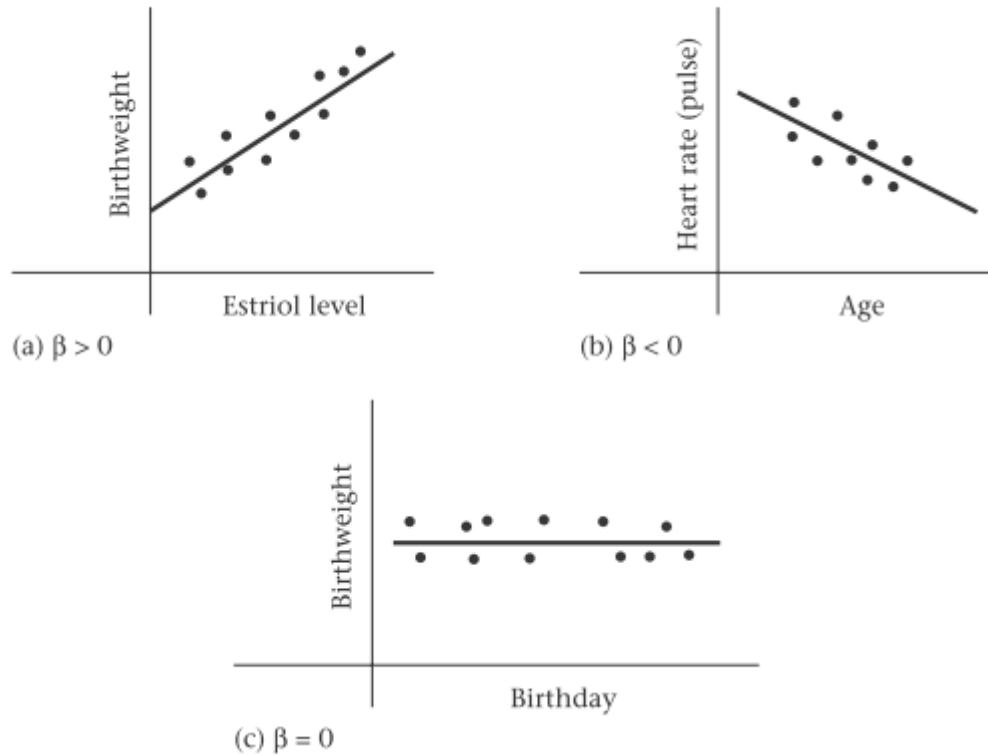 Birthweight
Estriol level
(a) β > 0
Heart rate (pulse)
Age
(b) β < 0
Birthweight
Birthday
(c) β = 0